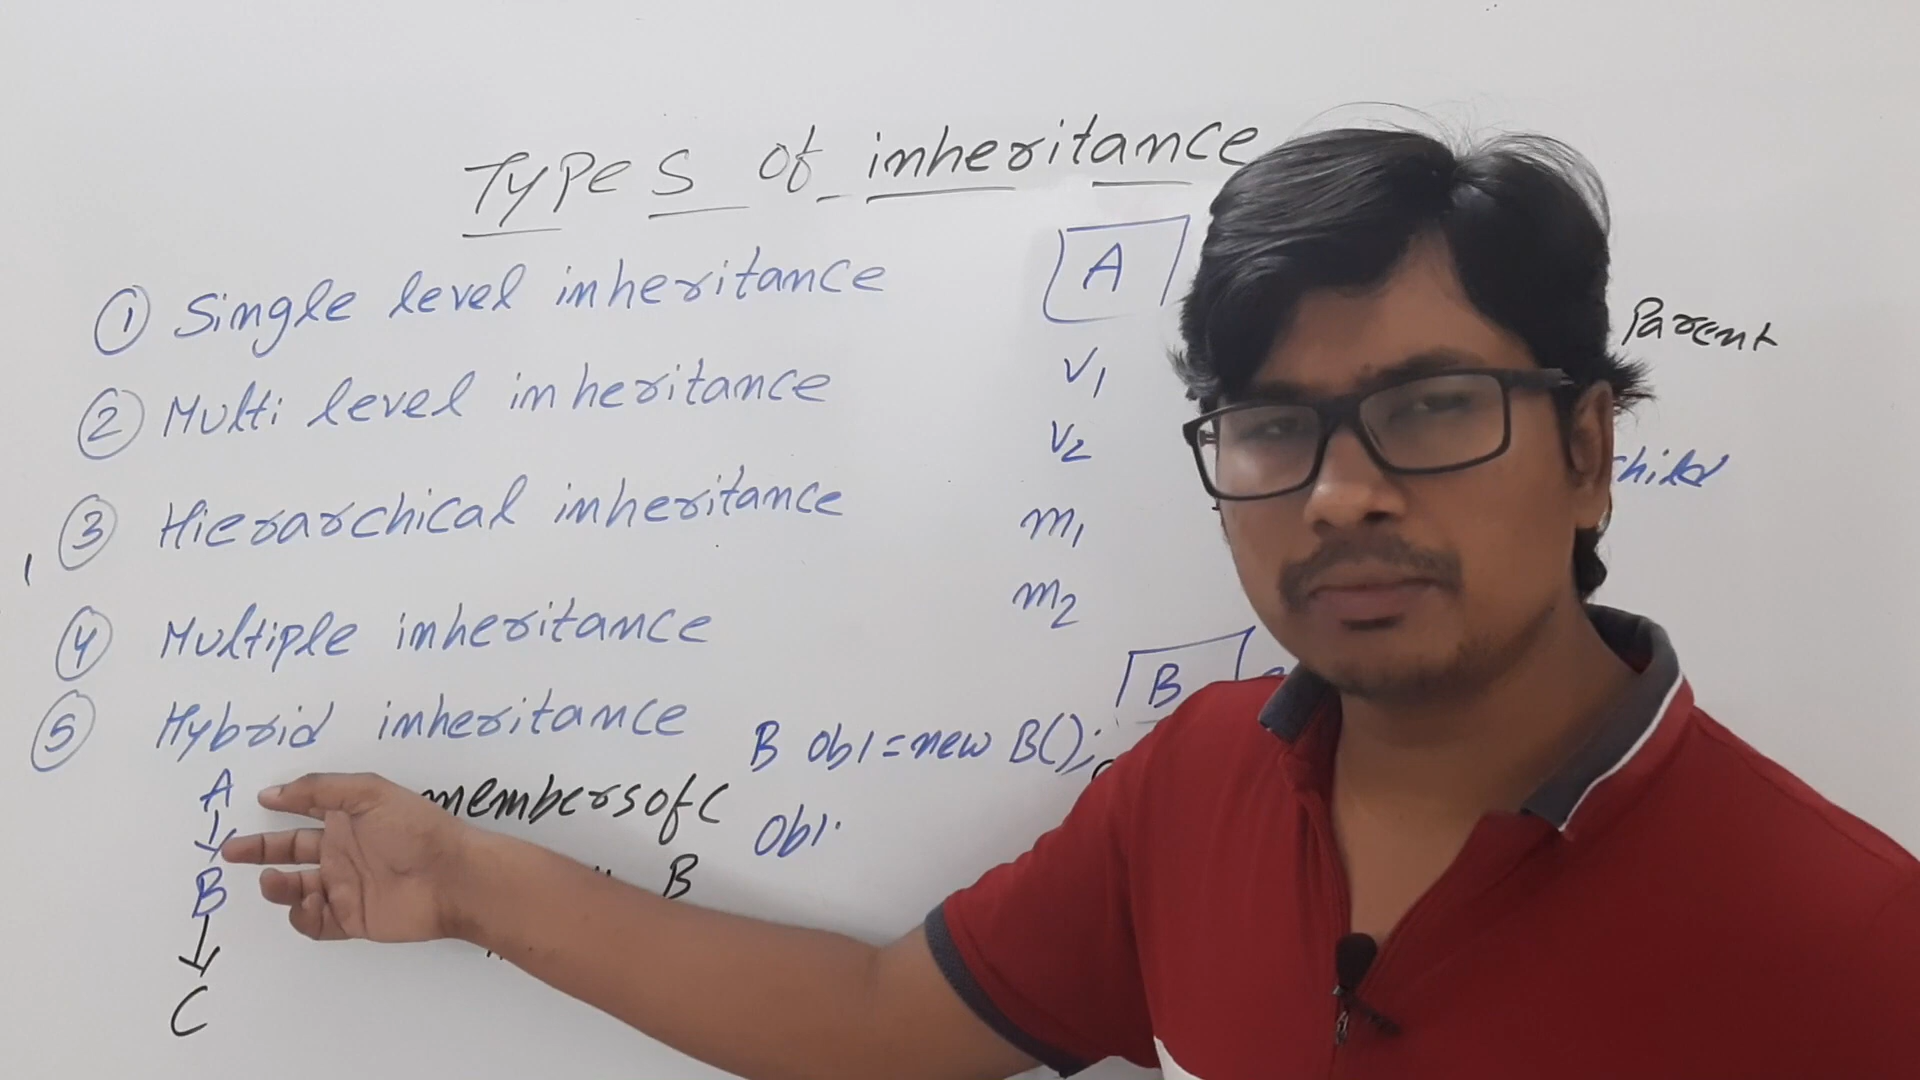 Types of inheritance
① Single level inheritance
② Multi level inheritance
③ Hierarchical inheritance
④ Multiple inheritance
⑤ Hybrid inheritance
A
B
C
members of C
B
A
V1
V2
m1
m2
Parent
B
B ob1 = new B();
ob1.